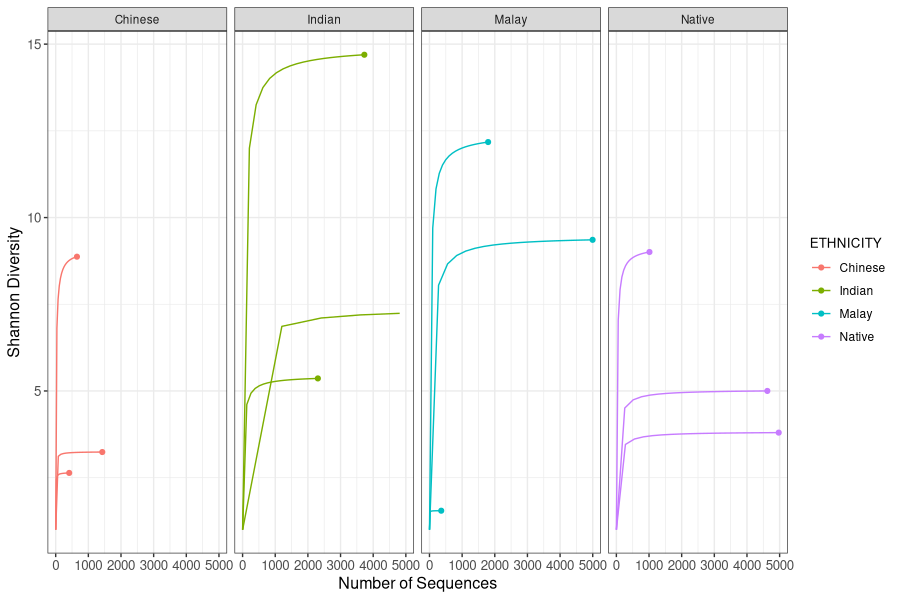 Chinese Indian Malay Native
15
10
5
Shannon Diversity
0 1000 2000 3000 4000 5000 0 1000 2000 3000 4000 5000 0 1000 2000 3000 4000 5000 0 1000 2000 3000 4000 5000
Number of Sequences
ETHNICITY
Chinese
Indian
Malay
Native